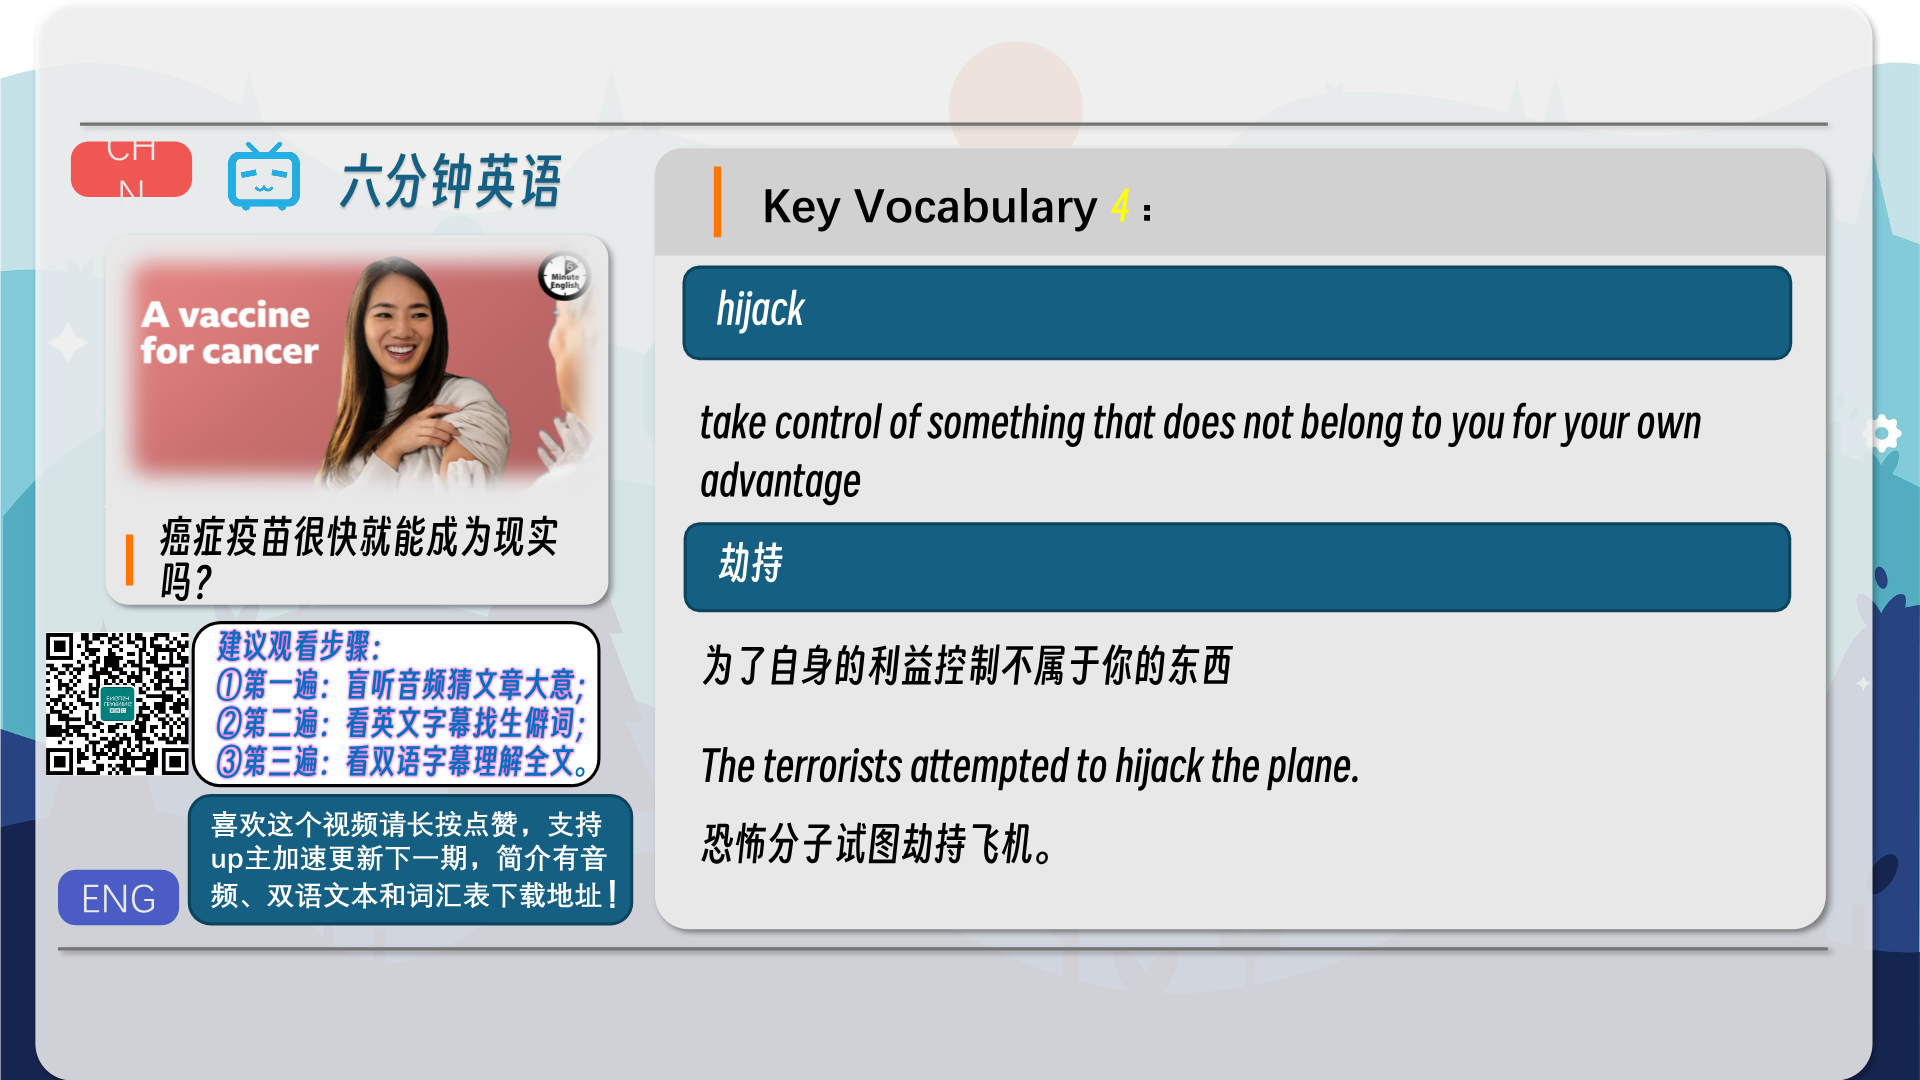 CH
N
六分钟英语
A vaccine
for cancer
6
Minute
English
癌症疫苗很快就能成为现实
吗？
建议观看步骤：
①第一遍：盲听音频猜文章大意；
②第二遍：看英文字幕找生僻词；
③第三遍：看双语字幕理解全文。
喜欢这个视频请长按点赞，支持
up主加速更新下一期，简介有音
频、双语文本和词汇表下载地址！
ENG
Key Vocabulary 4：
hijack
take control of something that does not belong to you for your own
advantage
劫持
为了自身的利益控制不属于你的东西
The terrorists attempted to hijack the plane.
恐怖分子试图劫持飞机。